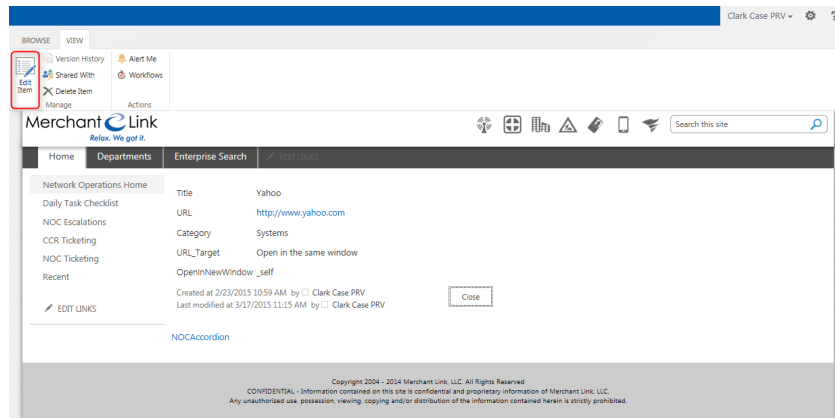 Clark Case PRV
?
BROWSE VIEW
Version History
Alert Me
Shared With
Workflows
Edit
Item
Delete Item
Manage
Actions
Merchant Link
Relax. We got it.
Search this site
Home Departments Enterprise Search EDIT LINKS
Network Operations Home
Daily Task Checklist
NOC Escalations
CCR Ticketing
NOC Ticketing
Recent
EDIT LINKS
Title Yahoo
URL http://www.yahoo.com
Category Systems
URL_Target Open in the same window
OpenInNewWindow _self
Created at 2/23/2015 10:59 AM by Clark Case PRV
Last modified at 3/17/2015 11:15 AM by Clark Case PRV
Close
NOCAccordion
Copyright 2004 - 2014 Merchant Link, LLC. All Rights Reserved
CONFIDENTIAL - Information contained on this site is confidential and proprietary information of Merchant Link, LLC.
Any unauthorized use, possession, viewing, copying and/or distribution of the information contained herein is strictly prohibited.